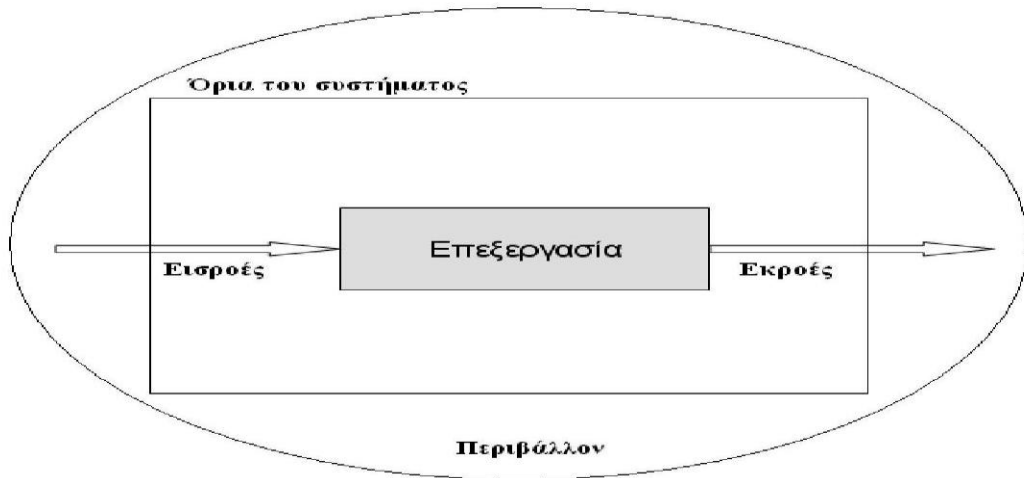 Όρια του συστήματος
Επεξεργασία
Εισροές
Εκροές
Περιβάλλον